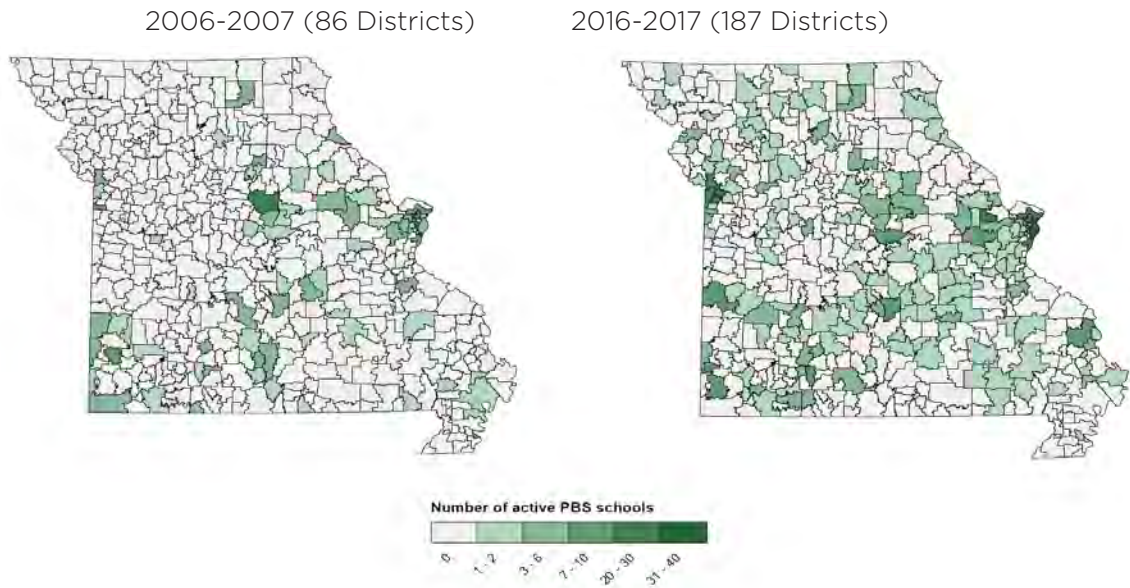 2006-2007 (86 Districts)
2016-2017 (187 Districts)
Number of active PBS schools
0
1 - 2
3 - 6
7 - 10
20 - 30
31 - 40